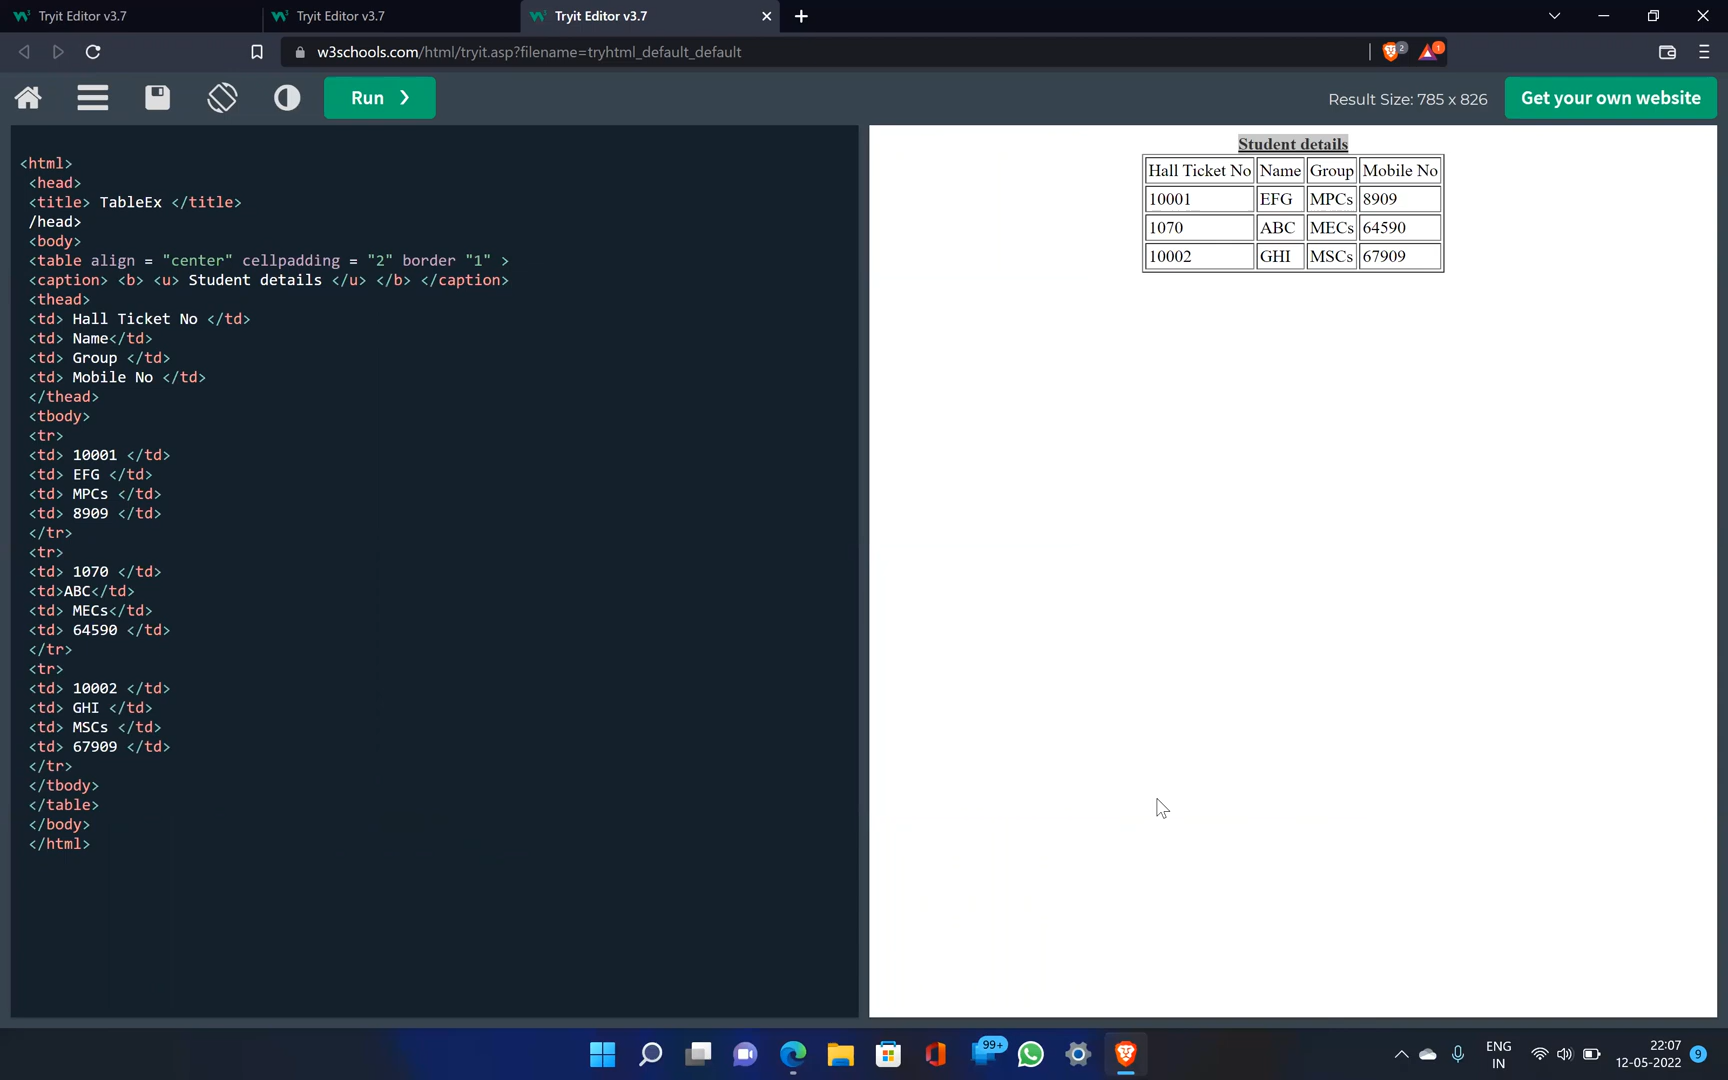 Tryit Editor v3.7
Tryit Editor v3.7
Tryit Editor v3.7
w3schools.com/html/tryit.asp?filename=tryhtml_default_default
2
1
Run ❯
Result Size: 785 x 826
Get your own website
<html>
<head>
<title> TableEx </title>
/head>
<body>
<table align = "center" cellpadding = "2" border "1" >
<caption> <b> <u> Student details </u> </b> </caption>
<thead>
<td> Hall Ticket No </td>
<td> Name</td>
<td> Group </td>
<td> Mobile No </td>
</thead>
<tbody>
<tr>
<td> 10001 </td>
<td> EFG </td>
<td> MPCs </td>
<td> 8909 </td>
</tr>
<tr>
<td> 1070 </td>
<td>ABC</td>
<td> MECs</td>
<td> 64590 </td>
</tr>
<tr>
<td> 10002 </td>
<td> GHI </td>
<td> MSCs </td>
<td> 67909 </td>
</tr>
</tbody>
</table>
</body>
</html>
Student details
Hall Ticket No Name Group Mobile No
10001 EFG MPCs 8909
1070 ABC MECs 64590
10002 GHI MSCs 67909
99+
ENG
IN
22:07
12-05-2022
9